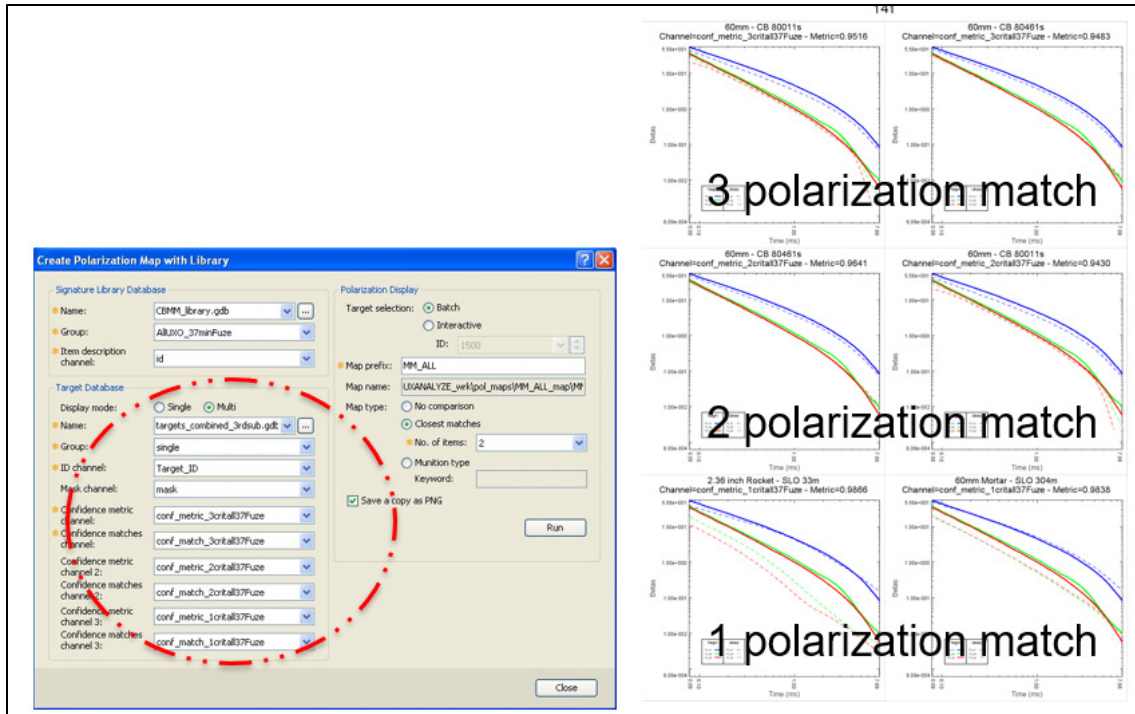 141
60mm - CB 80011s
Channel=conf_metric_3critall37Fuze - Metric=0.9516
60mm - CB 80461s
Channel=conf_metric_3critall37Fuze - Metric=0.9483
Betas
Time (ms)
Time (ms)
3 polarization match
60mm - CB 80461s
Channel=conf_metric_2critall37Fuze - Metric=0.9641
60mm - CB 80011s
Channel=conf_metric_2critall37Fuze - Metric=0.9430
Betas
Time (ms)
Time (ms)
2 polarization match
2.36 inch Rocket - SLO 33m
Channel=conf_metric_1critall37Fuze - Metric=0.9866
60mm Mortar - SLO 304m
Channel=conf_metric_1critall37Fuze - Metric=0.9838
Betas
Time (ms)
Time (ms)
1 polarization match
Create Polarization Map with Library
Signature Library Database
Name: CBMM_library.gdb ...
Group: AllUXO_37minFuze
Item description
channel: id
Target Database
Display mode: Single Multi
Name: targets_combined_3rdsub.gdb ...
Group: single
ID channel: Target_ID
Mask channel: mask
Confidence metric
channel: conf_metric_3critall37Fuze
Confidence matches
channel: conf_match_3critall37Fuze
Confidence metric
channel 2: conf_metric_2critall37Fuze
Confidence matches
channel 2: conf_match_2critall37Fuze
Confidence metric
channel 3: conf_metric_1critall37Fuze
Confidence matches
channel 3: conf_match_1critall37Fuze
Polarization Display
Target selection: Batch
Interactive
ID: 1500
Map prefix: MM_ALL
Map name: UXANALYZE_wrk\pol_maps\MM_ALL_map\MM
Map type: No comparison
Closest matches
No. of items: 2
Munition type
Keyword:
Save a copy as PNG
Run
Close